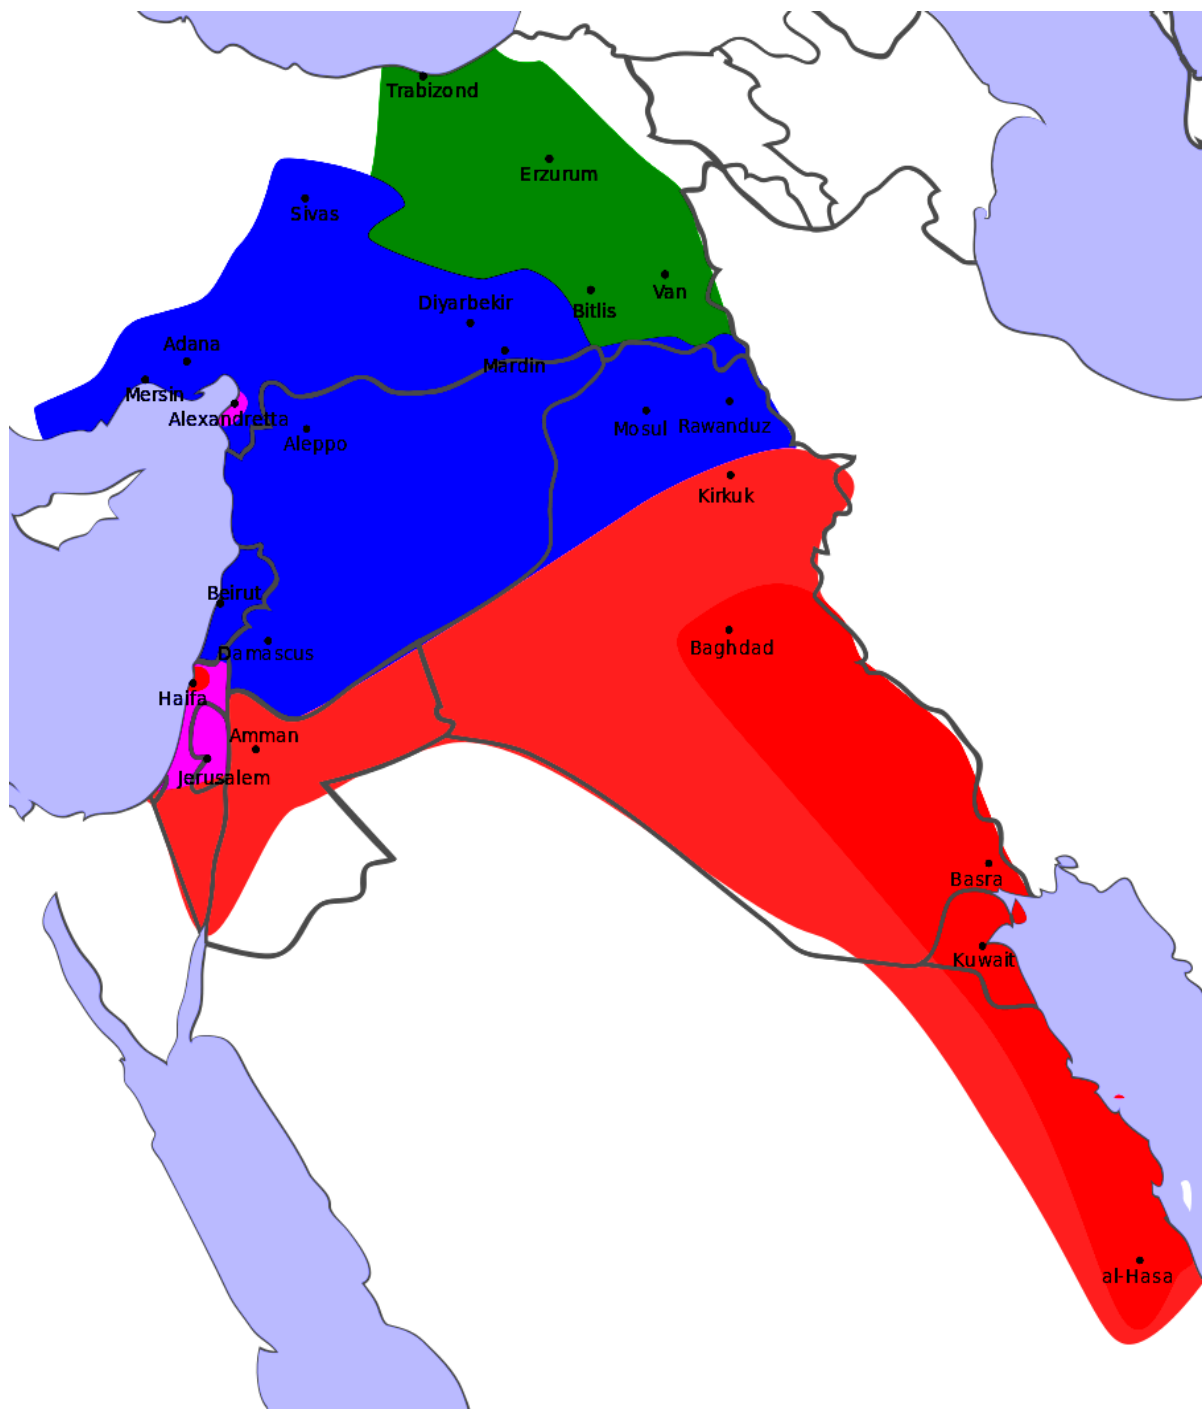 Trabizond
Erzurum
Sivas
Van
Diyarbekir
Bitlis
Adana
Mardin
Mersin
Alexandretta
Mosul
Rawanduz
Aleppo
Kirkuk
Beirut
Baghdad
Damascus
Haifa
Amman
Jerusalem
Basra
Kuwait
al-Hasa